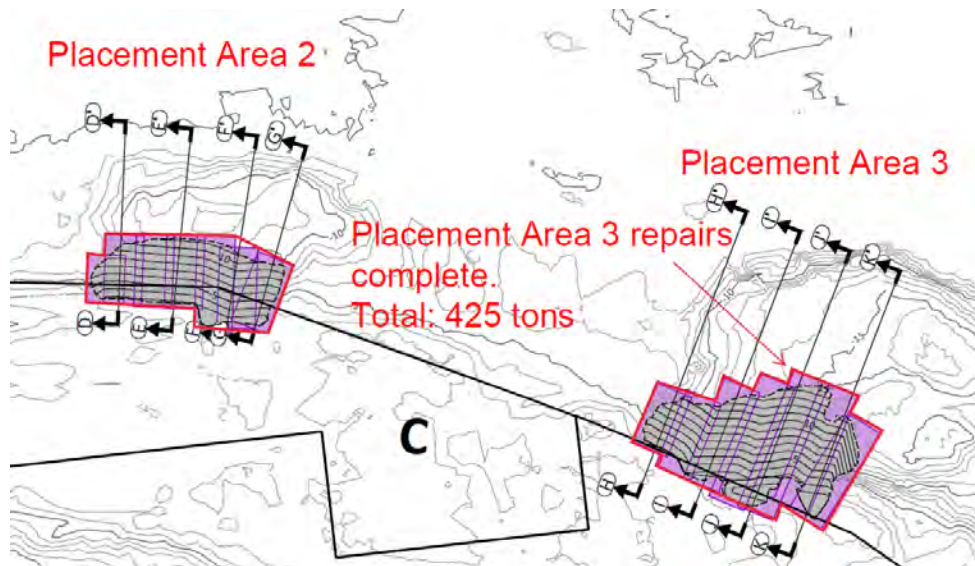 Placement Area 2
D' E' F' G'
Placement Area 3
H' I' J' K'
Placement Area 3 repairs
complete.
Total: 425 tons
D E F G
C
H I J K